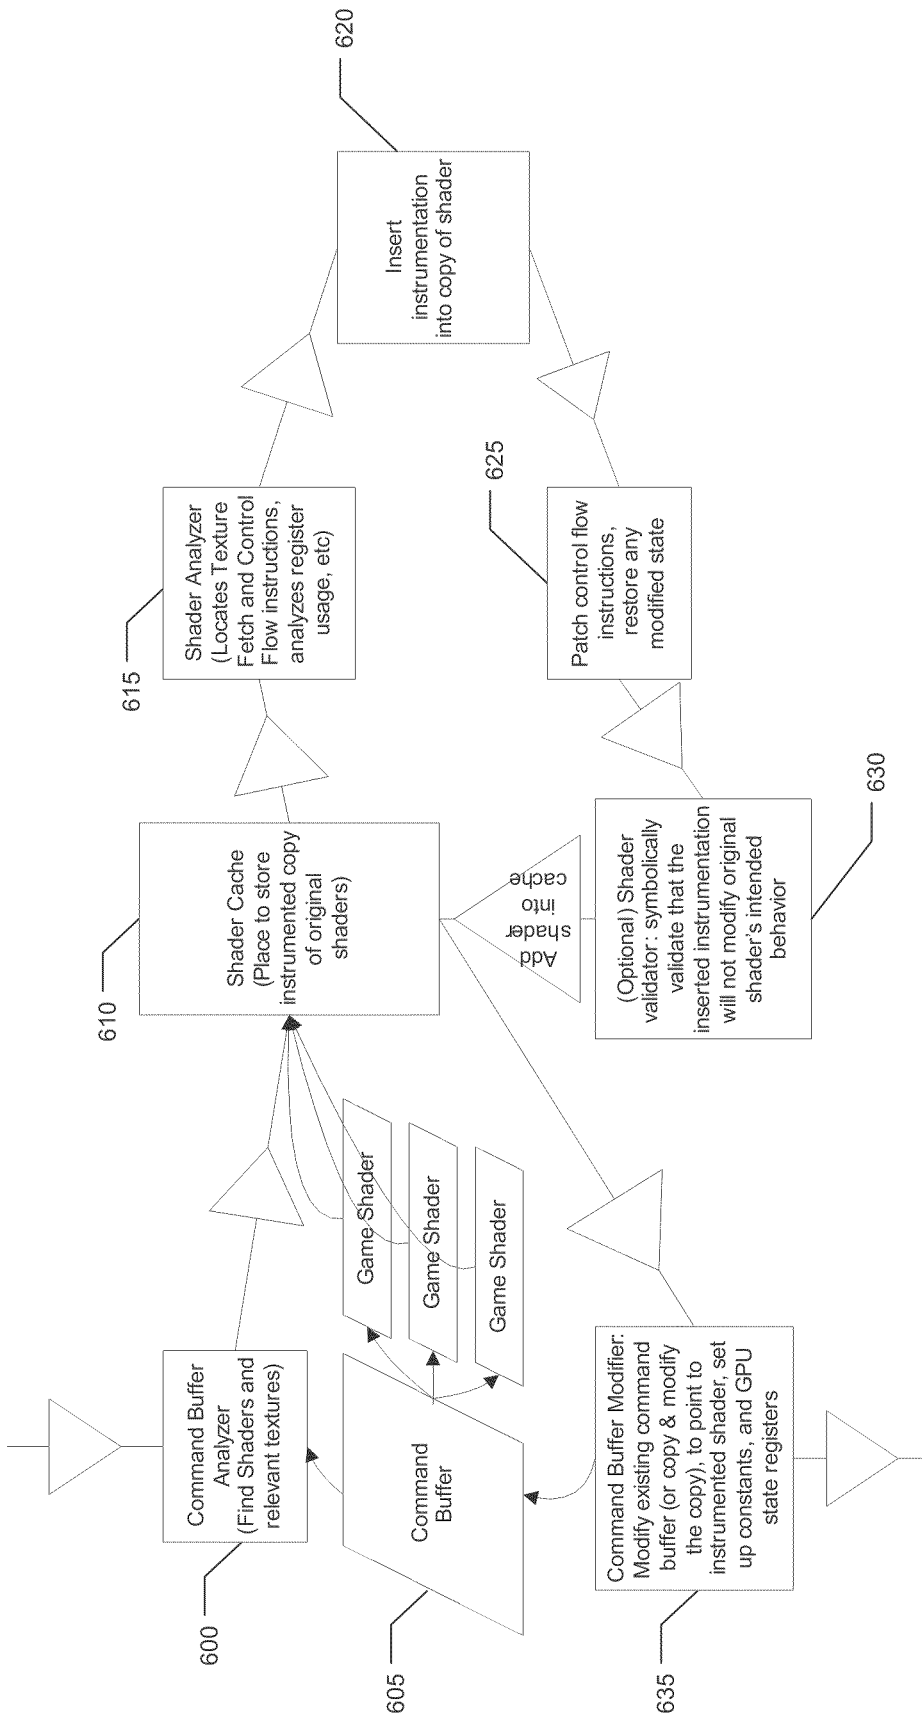 600
Command Buffer
Analyzer
(Find Shaders and
relevant textures)
605
Command
Buffer
Game Shader
Game Shader
Game Shader
610
Shader Cache
(Place to store
instrumented copy
of original
shaders)
615
Shader Analyzer
(Locates Texture
Fetch and Control
Flow instructions,
analyzes register
usage, etc)
620
Insert
instrumentation
into copy of shader
625
Patch control flow
instructions,
restore any
modified state
630
(Optional) Shader
validator: symbolically
validate that the
inserted instrumentation
will not modify original
shader's intended
behavior
Add
shader
into
cache
635
Command Buffer Modifier:
Modify existing command
buffer (or copy & modify
the copy), to point to
instrumented shader, set
up constants, and GPU
state registers